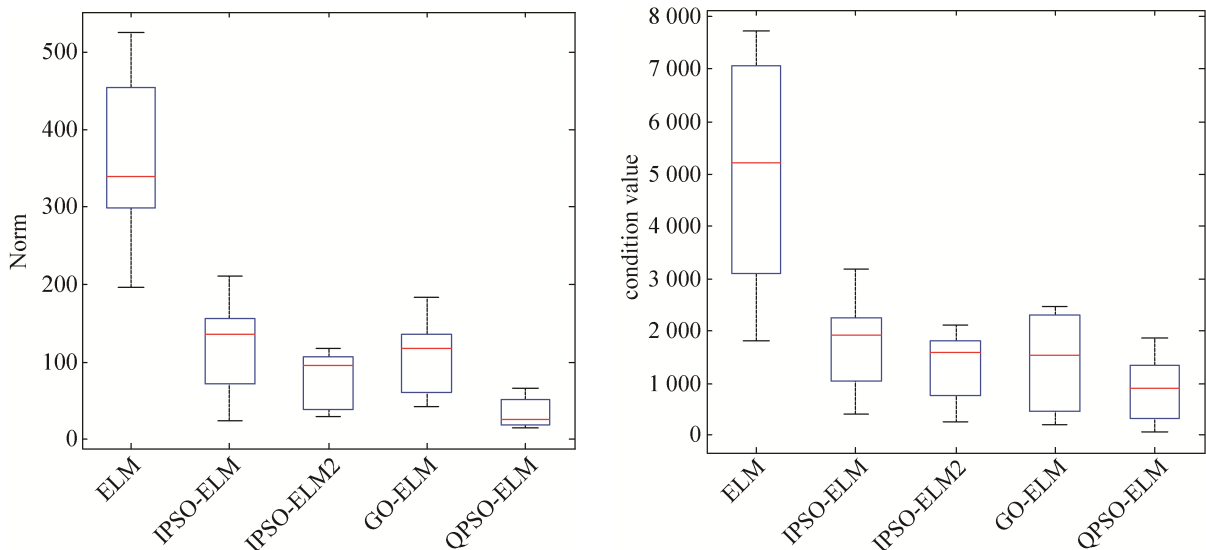 500
400
300
200
100
0
Norm
ELM
IPSO-ELM
IPSO-ELM2
GO-ELM
QPSO-ELM
8 000
7 000
6 000
5 000
4 000
3 000
2 000
1 000
0
condition value
ELM
IPSO-ELM
IPSO-ELM2
GO-ELM
QPSO-ELM